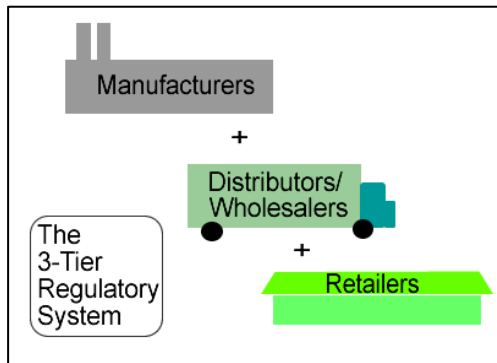 Manufacturers
+
Distributors/
Wholesalers
+
Retailers
The
3-Tier
Regulatory
System